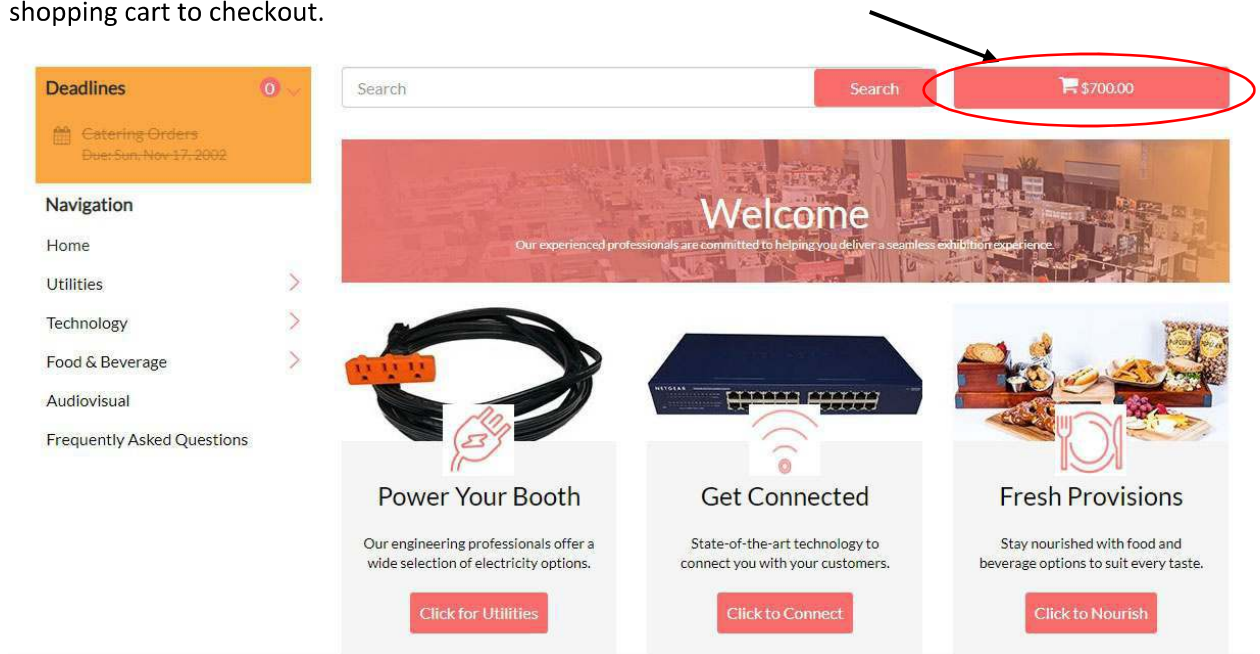 shopping cart to checkout.
Deadlines
0
Catering Orders
Due: Sun, Nov 17, 2002
Search
Search
$700.00
Navigation
Home
Utilities
Technology
Food & Beverage
Audiovisual
Frequently Asked Questions
Welcome
Our experienced professionals are committed to helping you deliver a seamless exhibition experience.
NETGEAR
POPCORN
Power Your Booth
Our engineering professionals offer a
wide selection of electricity options.
Click for Utilities
Get Connected
State-of-the-art technology to
connect you with your customers.
Click to Connect
Fresh Provisions
Stay nourished with food and
beverage options to suit every taste.
Click to Nourish